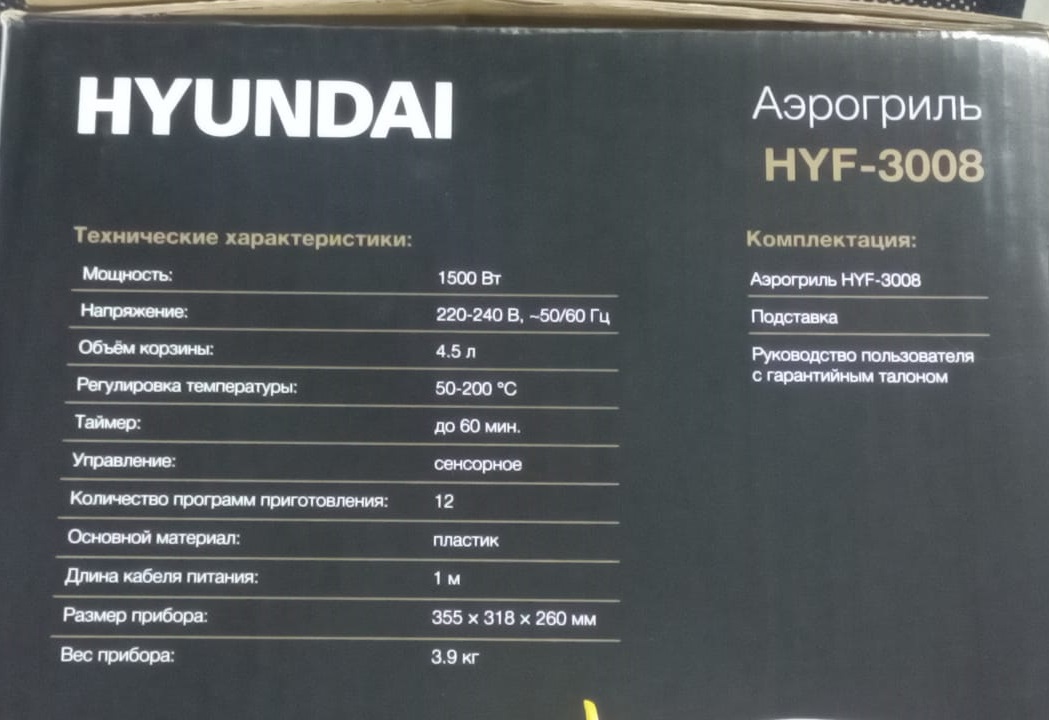 HYUNDAI
Аэрогриль
HYF-3008
Технические характеристики:
Мощность: 1500 Вт
Напряжение: 220-240 В, ~50/60 Гц
Объём корзины: 4.5 л
Регулировка температуры: 50-200 °C
Таймер: до 60 мин.
Управление: сенсорное
Количество программ приготовления: 12
Основной материал: пластик
Длина кабеля питания: 1 м
Размер прибора: 355 × 318 × 260 мм
Вес прибора: 3.9 кг
Комплектация:
Аэрогриль HYF-3008
Подставка
Руководство пользователя
с гарантийным талоном